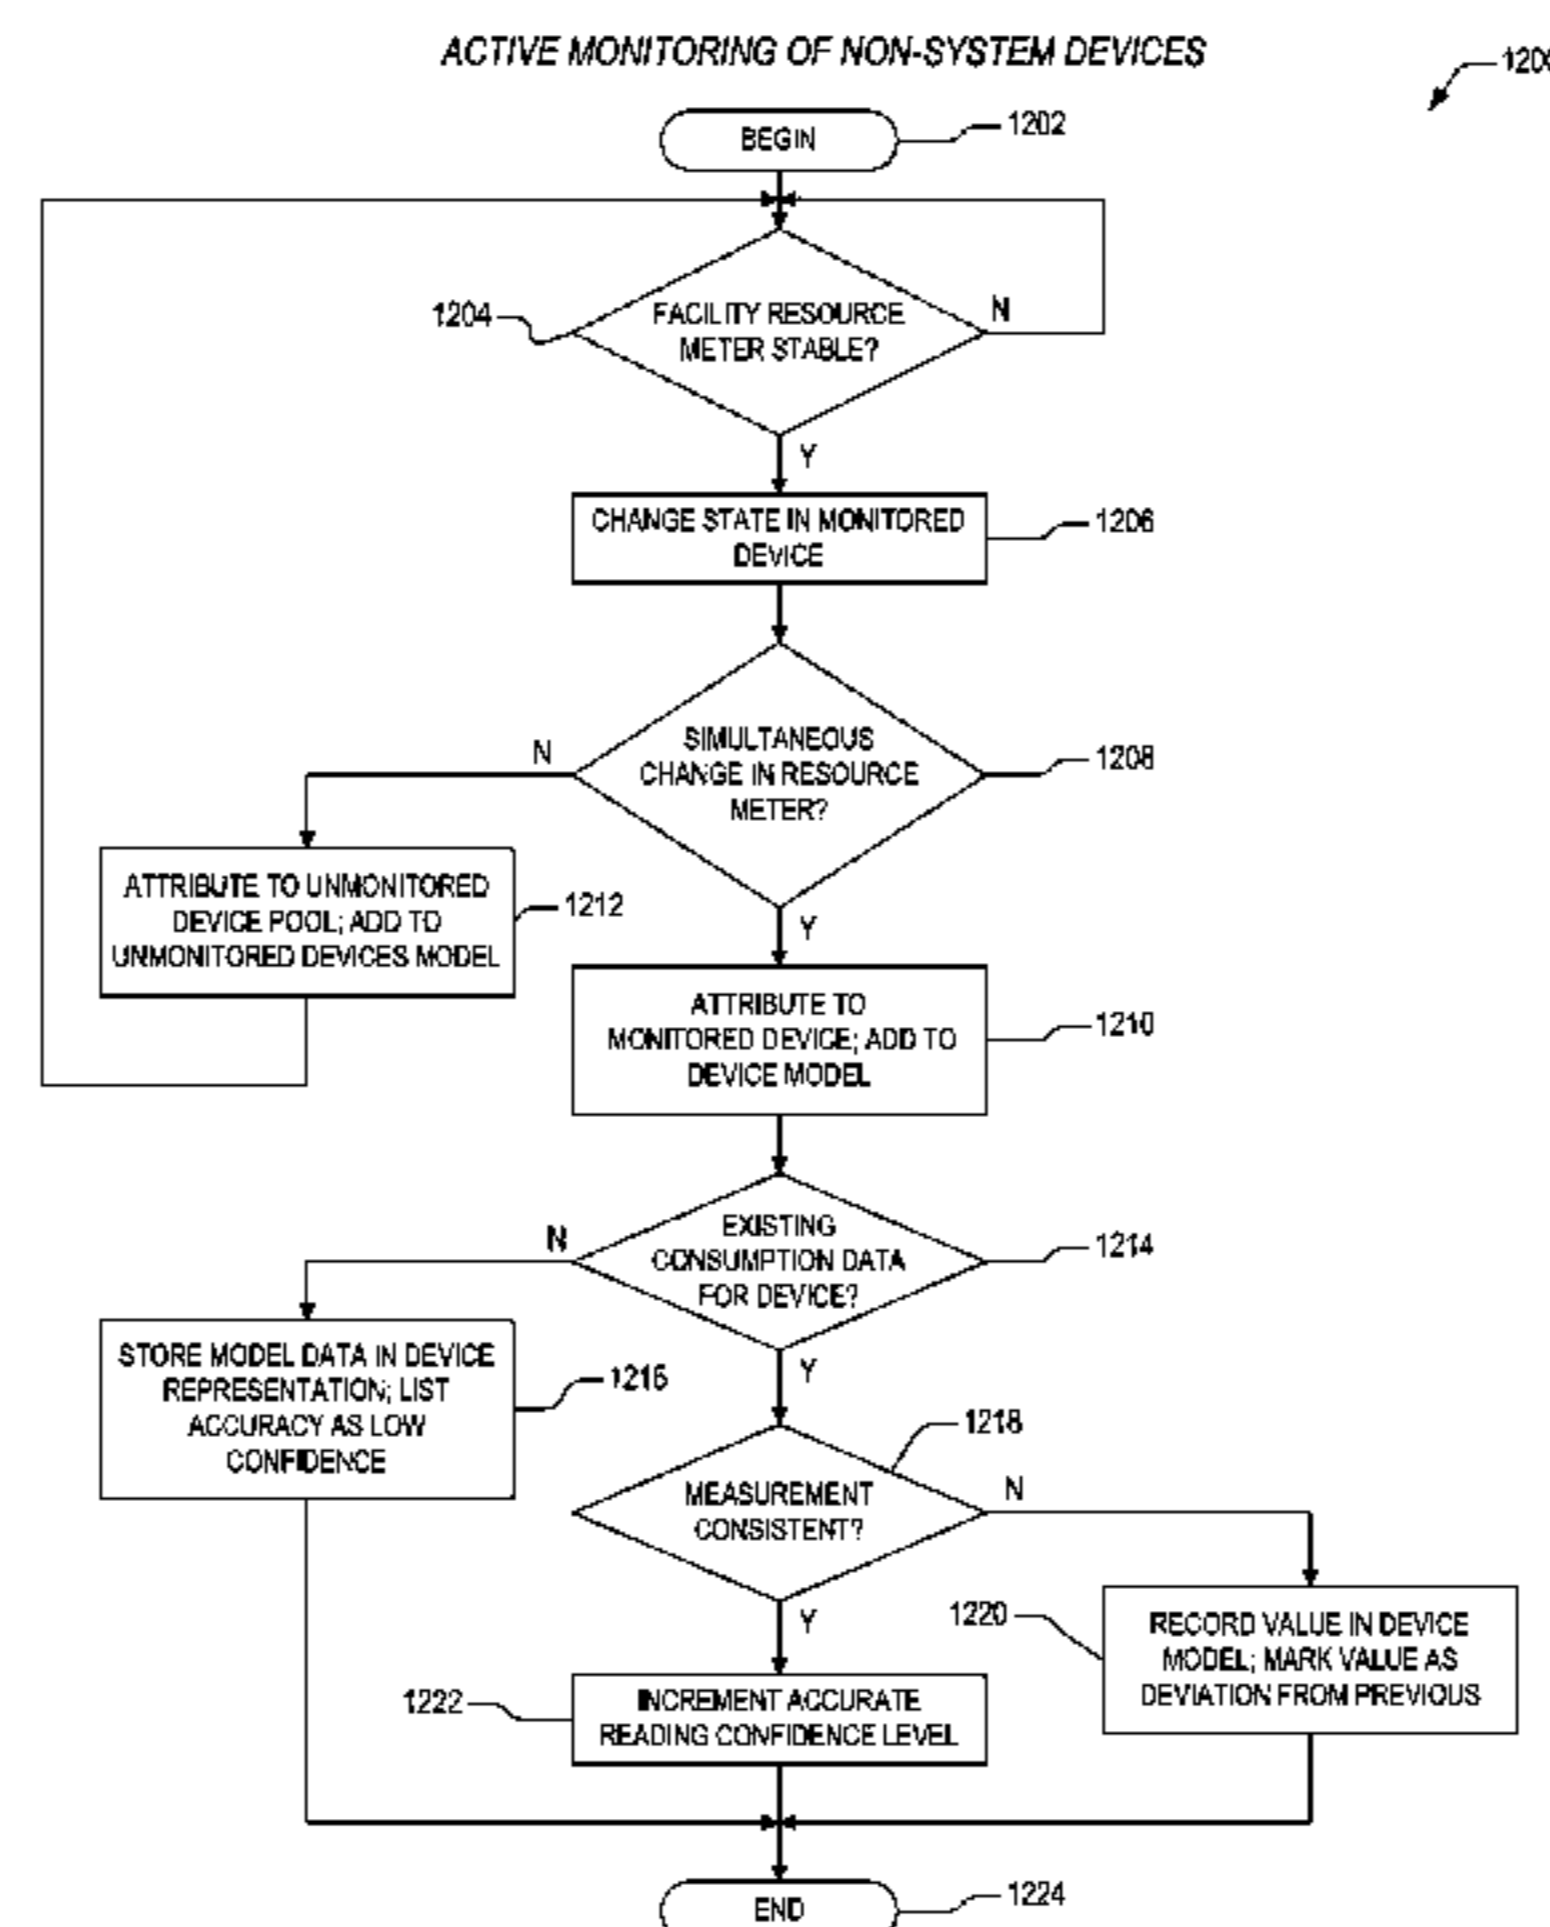 ACTIVE MONITORING OF NON-SYSTEM DEVICES
1200
BEGIN
1202
1204
FACILITY RESOURCE
METER STABLE?
N
Y
CHANGE STATE IN MONITORED
DEVICE
1206
SIMULTANEOUS
CHANGE IN RESOURCE
METER?
N
1208
Y
ATTRIBUTE TO UNMONITORED
DEVICE POOL; ADD TO
UNMONITORED DEVICES MODEL
1212
ATTRIBUTE TO
MONITORED DEVICE; ADD TO
DEVICE MODEL
1210
EXISTING
CONSUMPTION DATA
FOR DEVICE?
N
1214
Y
STORE MODEL DATA IN DEVICE
REPRESENTATION; LIST
ACCURACY AS LOW
CONFIDENCE
1216
1218
MEASUREMENT
CONSISTENT?
N
Y
1220
RECORD VALUE IN DEVICE
MODEL; MARK VALUE AS
DEVIATION FROM PREVIOUS
1222
INCREMENT ACCURATE
READING CONFIDENCE LEVEL
END
1224